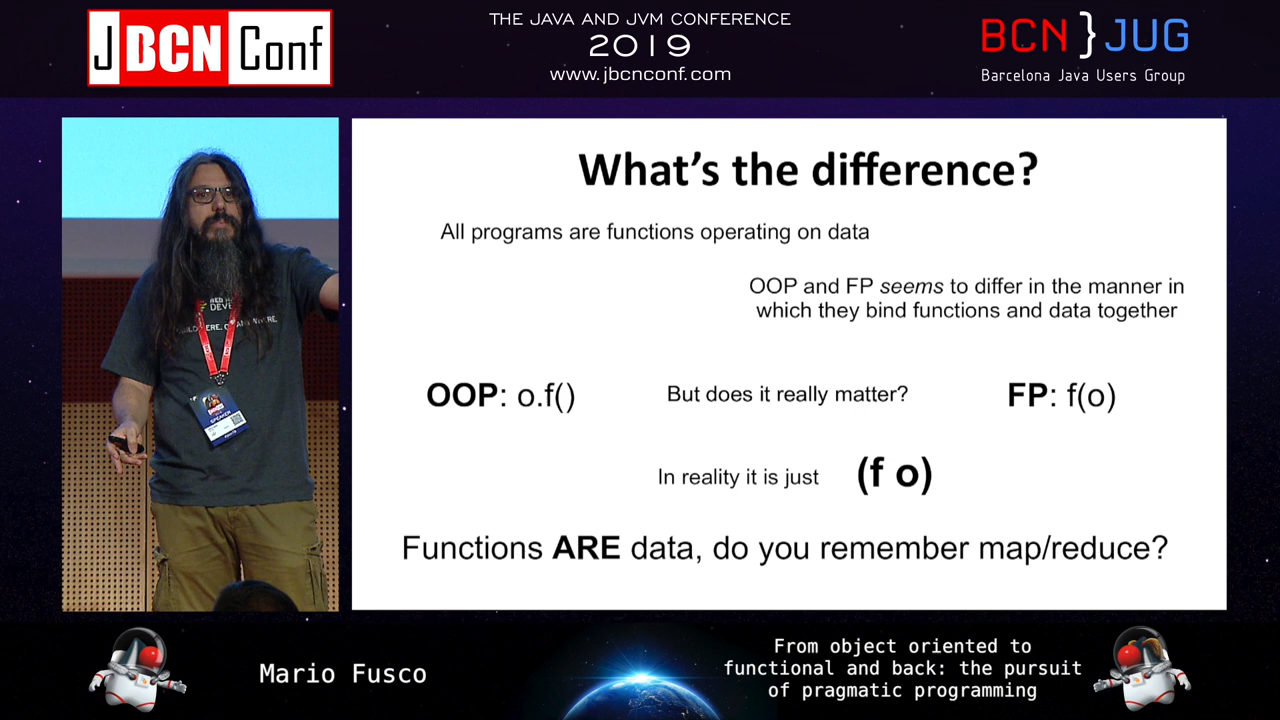 JBCNConf
THE JAVA AND JVM CONFERENCE
2019
www.jbcnconf.com
BCN}JUG
Barcelona Java Users Group
What's the difference?
All programs are functions operating on data
OOP and FP seems to differ in the manner in
which they bind functions and data together
OOP: o.f()
But does it really matter?
FP: f(o)
In reality it is just
(f o)
Functions ARE data, do you remember map/reduce?
DEVE
SPEAKER
Mario Fusco
From object oriented to
functional and back: the pursuit
of pragmatic programming